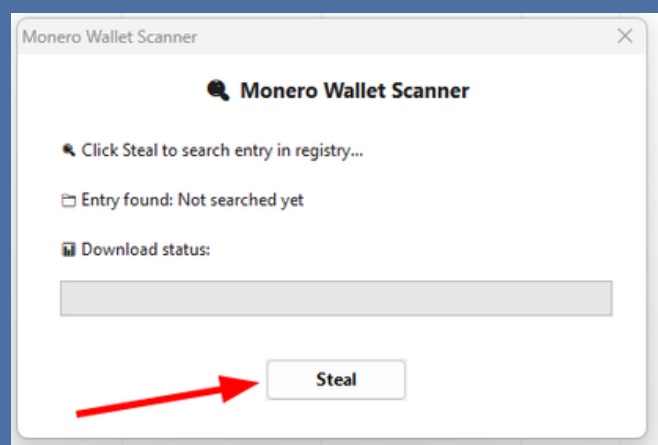 Monero Wallet Scanner
Monero Wallet Scanner
Click Steal to search entry in registry...
Entry found: Not searched yet
Download status:
Steal